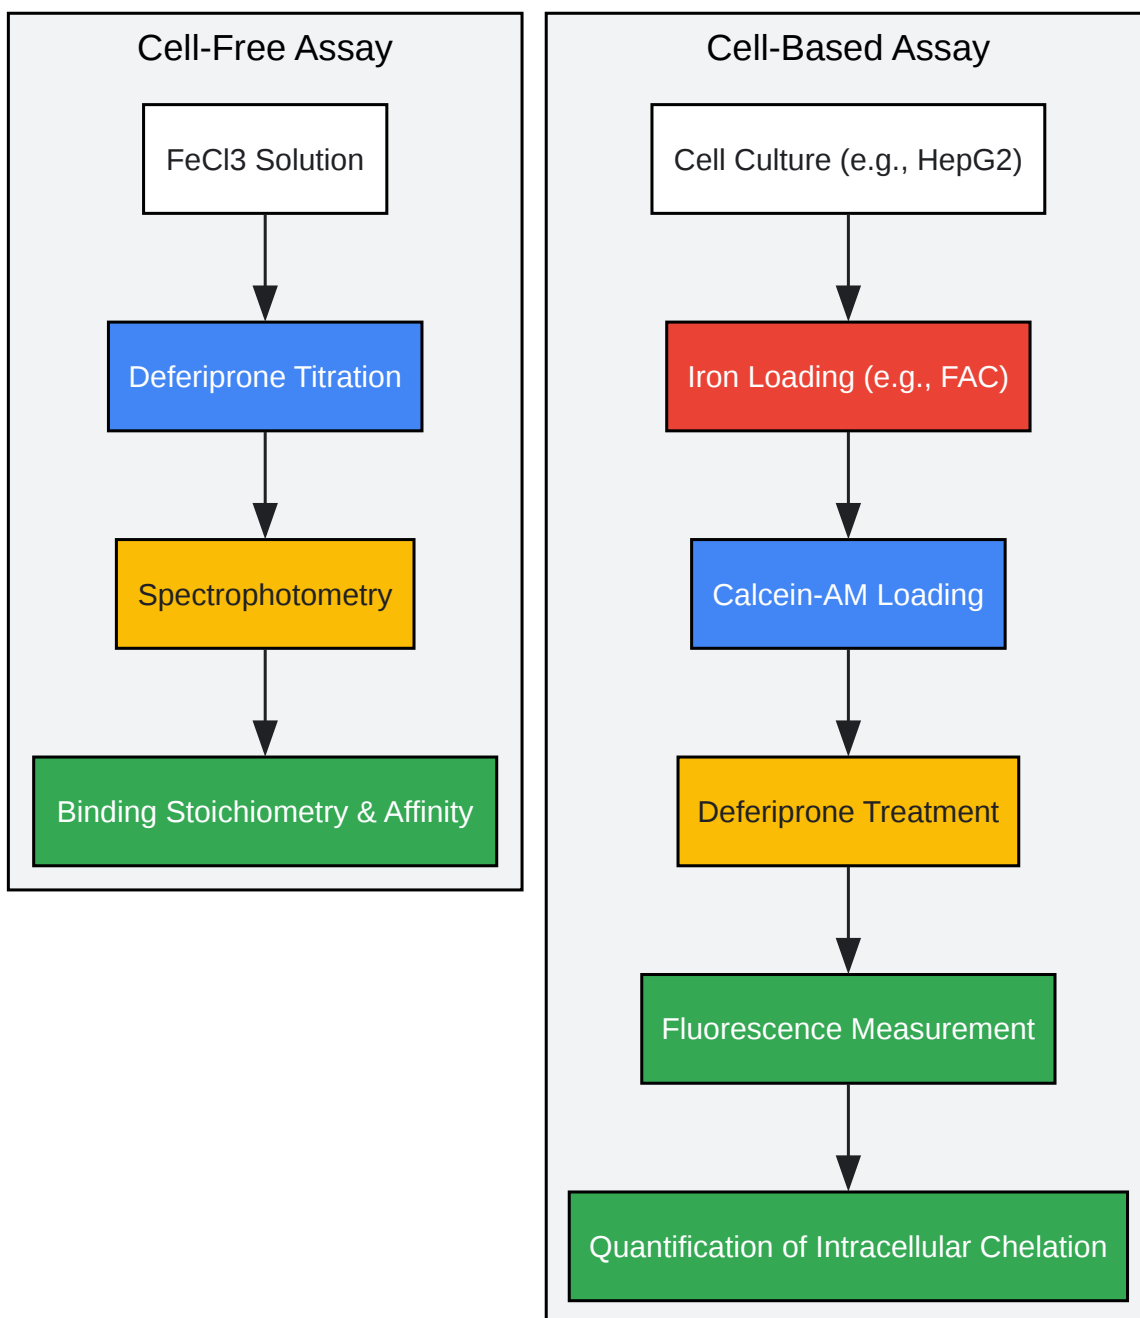 Cell-Free Assay
FeCl3 Solution
Deferiprone Titration
Spectrophotometry
Binding Stoichiometry & Affinity
Cell-Based Assay
Cell Culture (e.g., HepG2)
Iron Loading (e.g., FAC)
Calcein-AM Loading
Deferiprone Treatment
Fluorescence Measurement
Quantification of Intracellular Chelation